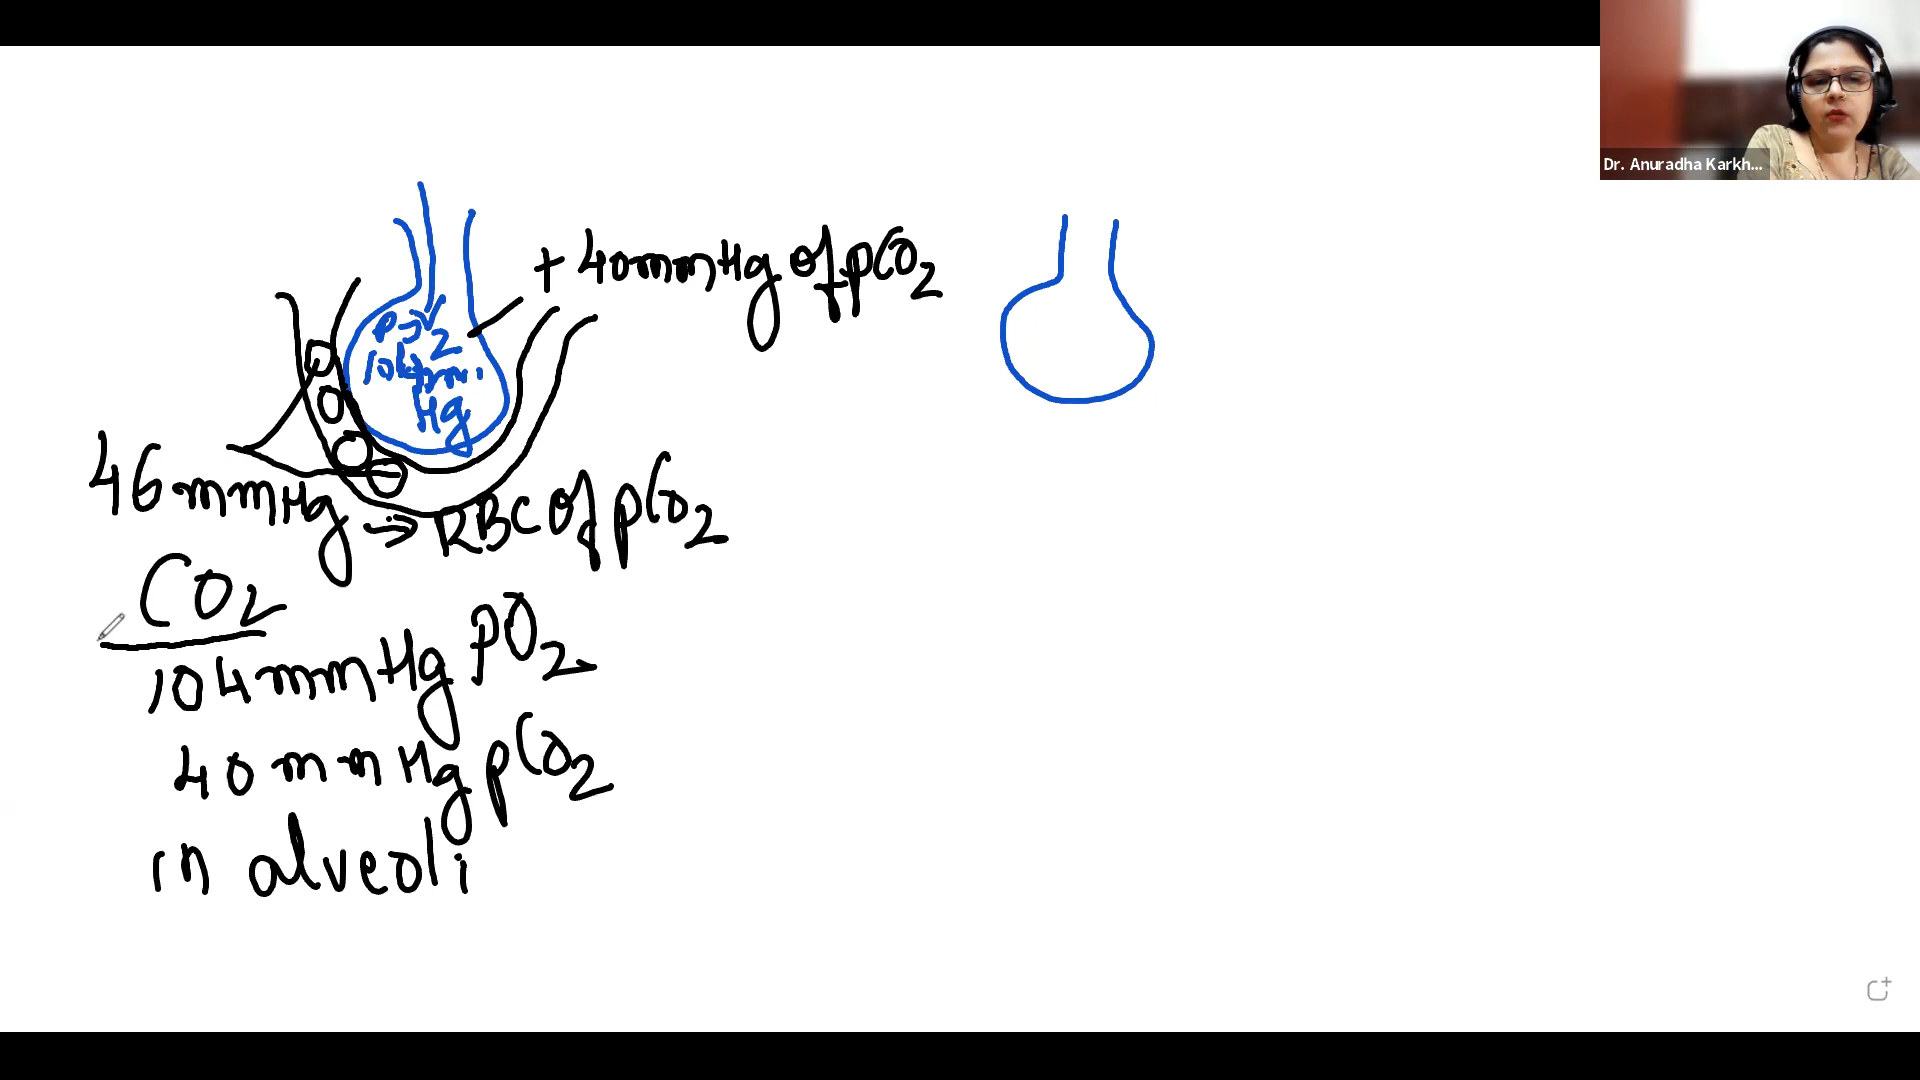 Dr. Anuradha Karkh...
+ 40mmHg of pCO2
104mm
Hg
46mmHg → RBC of pCO2
CO2
104mmHg PO2
40mmHg pCO2
in alveoli